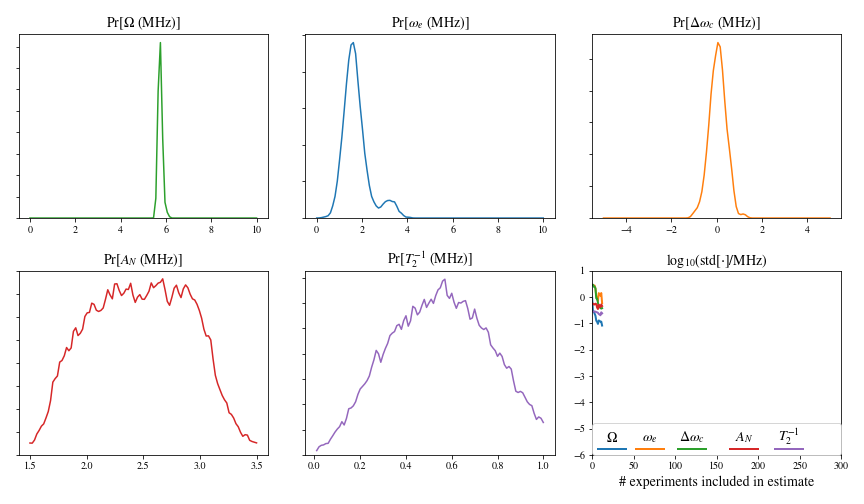 Pr[Ω (MHz)]
Pr[ωe (MHz)]
Pr[Δωc (MHz)]
0 2 4 6 8 10
0 2 4 6 8 10
−4 −2 0 2 4
Pr[AN (MHz)]
Pr[T2^−1 (MHz)]
log10(std[·]/MHz)
1
0
−1
−2
−3
−4
−5
−6
Ω ωe Δωc AN T2^−1
1.5 2.0 2.5 3.0 3.5
0.0 0.2 0.4 0.6 0.8 1.0
0 50 100 150 200 250 300
# experiments included in estimate